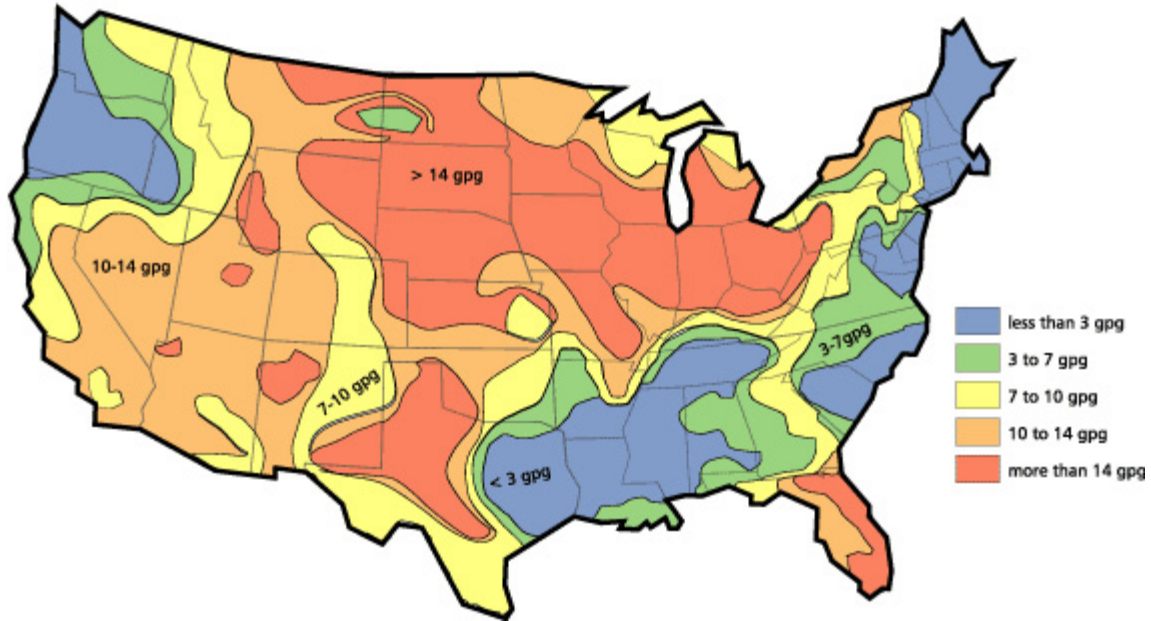 > 14 gpg
10-14 gpg
7-10 gpg
3-7gpg
< 3 gpg
less than 3 gpg
3 to 7 gpg
7 to 10 gpg
10 to 14 gpg
more than 14 gpg